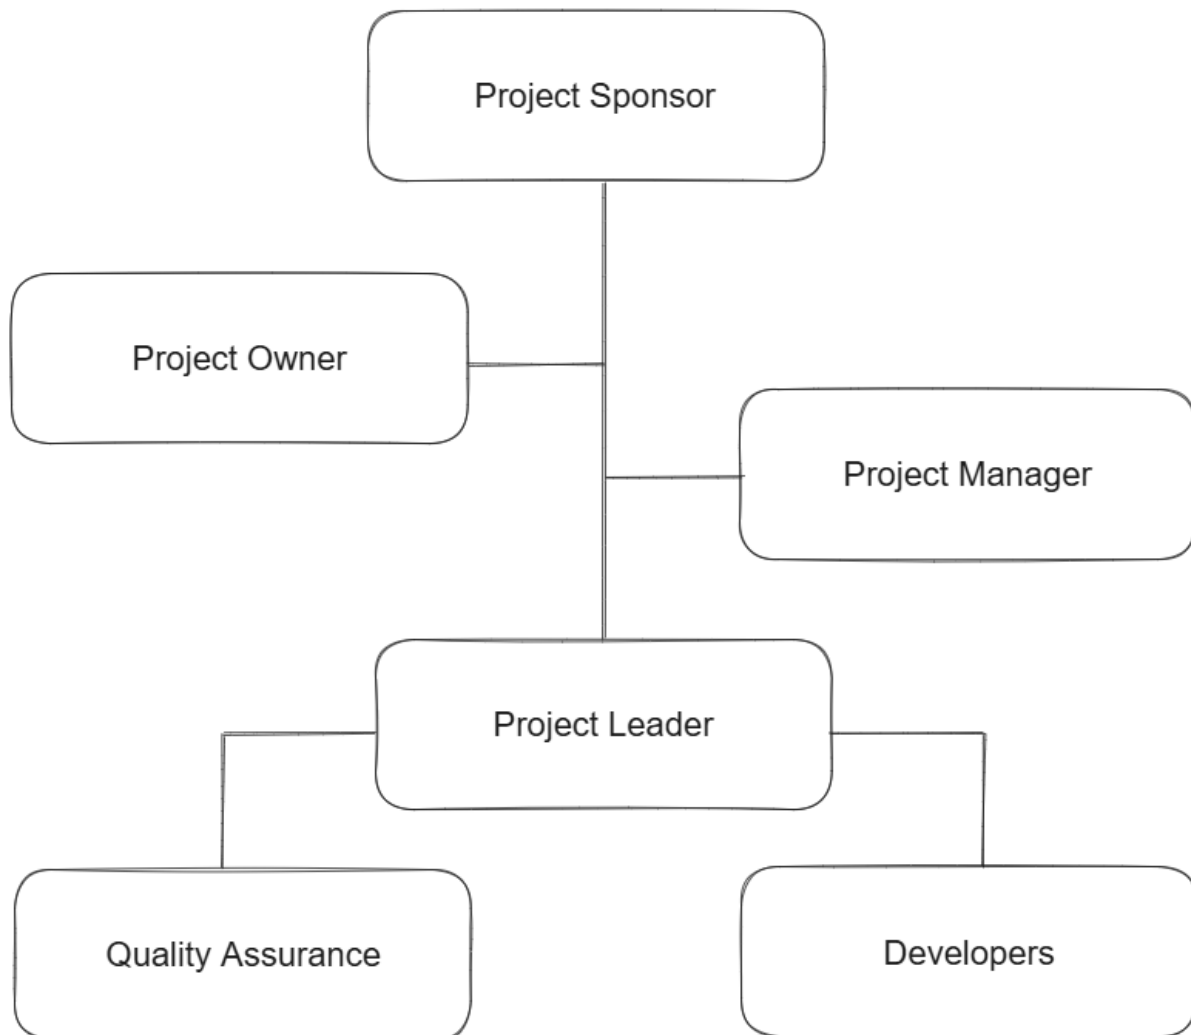 Project Sponsor
Project Owner
Project Manager
Project Leader
Quality Assurance
Developers